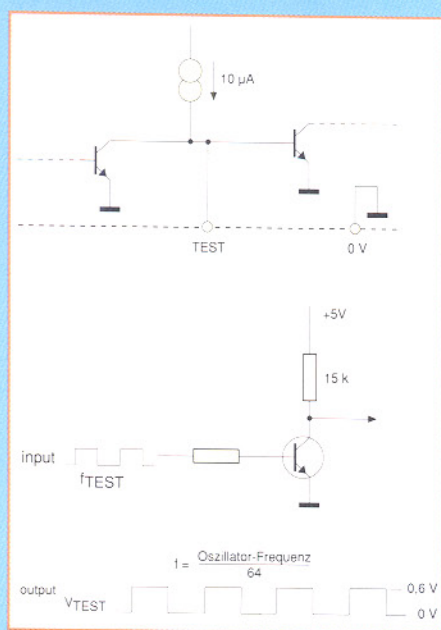 10 µA
TEST
0 V
+5V
15 k
input
fTEST
f = Oszillator-Frequenz
64
output
VTEST
0,6 V
0 V